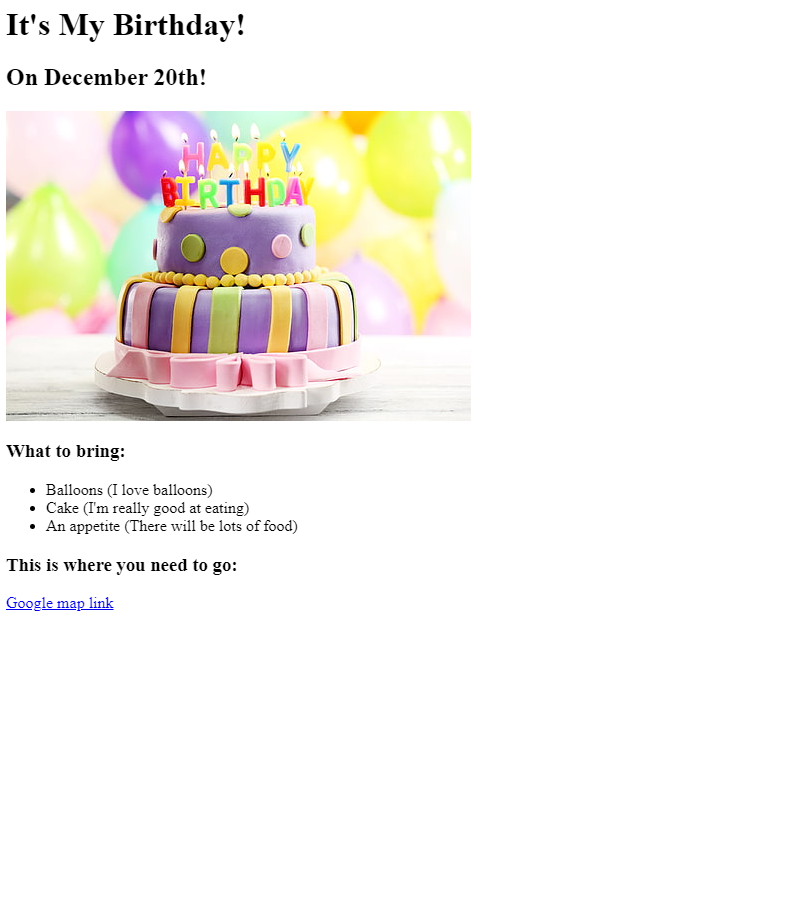 It's My Birthday!
On December 20th!
HAPPY
BIRTHDAY
What to bring:
Balloons (I love balloons)
Cake (I'm really good at eating)
An appetite (There will be lots of food)
This is where you need to go:
Google map link